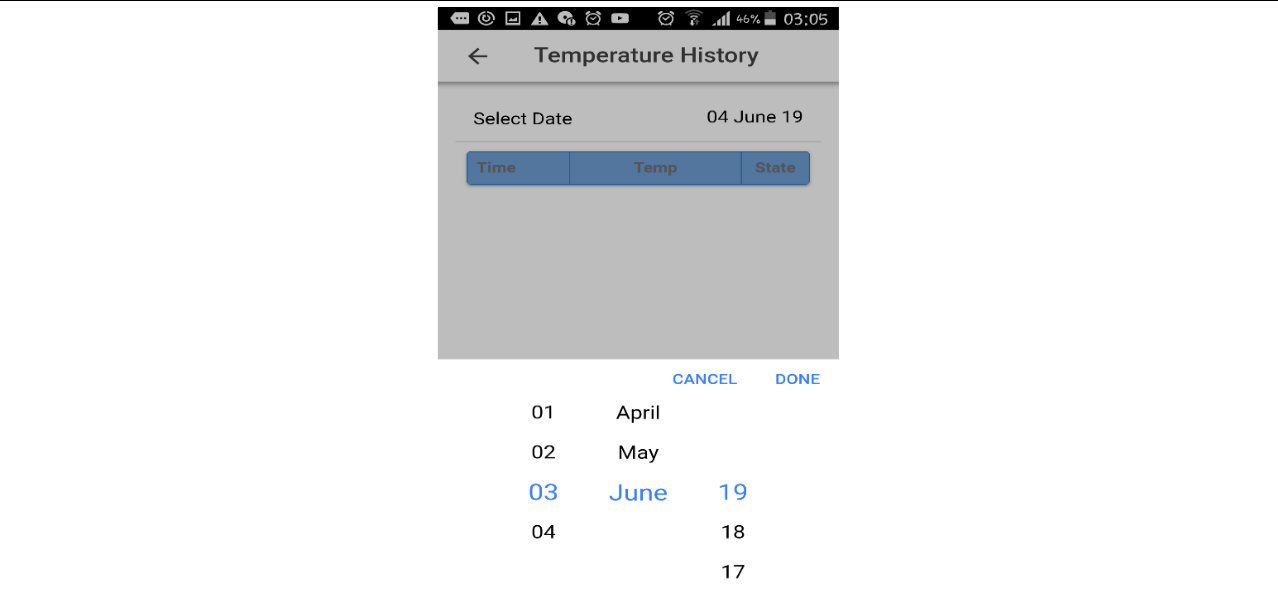 46% 03:05
Temperature History
Select Date 04 June 19
Time Temp State
CANCEL DONE
01 April
02 May
03 June 19
04 18
17